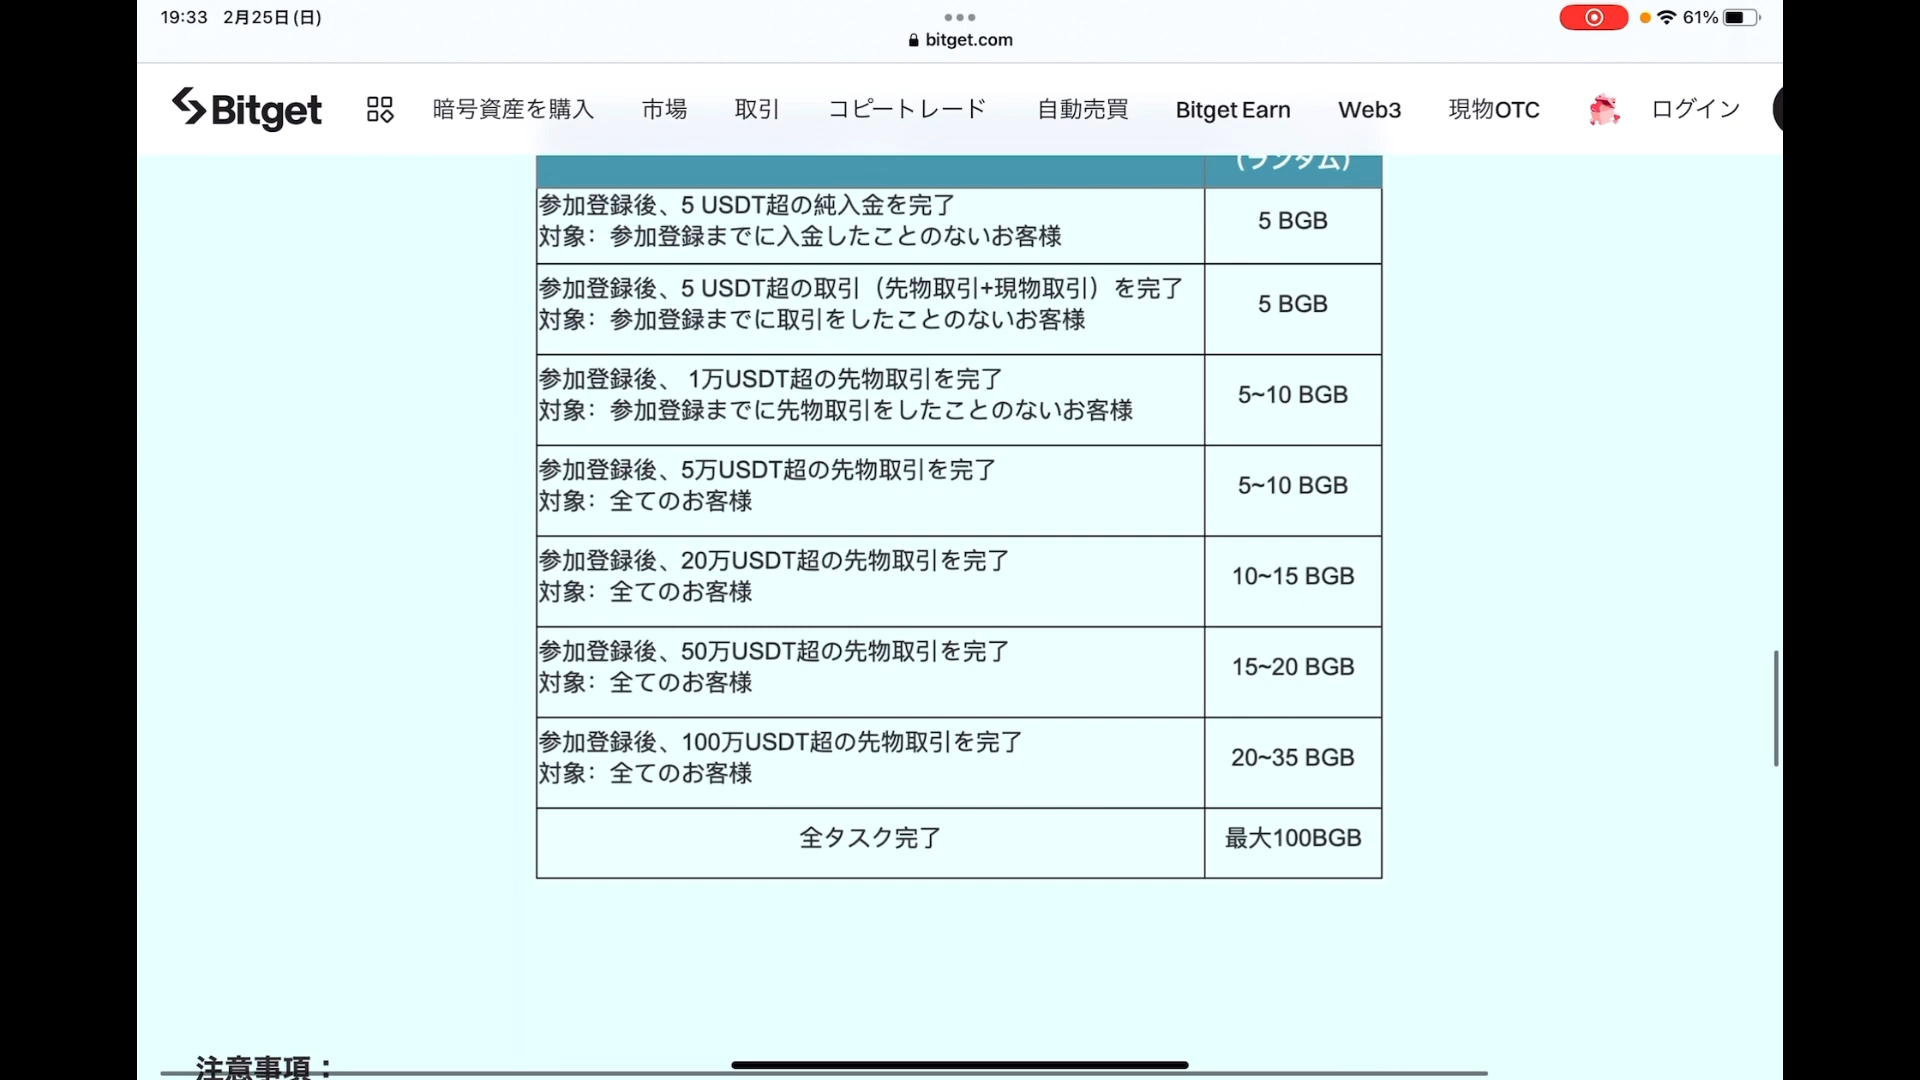 19:33 2月25日(日)
bitget.com
61%
Bitget 暗号資産を購入 市場 取引 コピートレード 自動売買 Bitget Earn Web3 現物OTC ログイン
(ランダム)
参加登録後、5 USDT超の純入金を完了
対象：参加登録までに入金したことのないお客様
5 BGB
参加登録後、5 USDT超の取引（先物取引+現物取引）を完了
対象：参加登録までに取引をしたことのないお客様
5 BGB
参加登録後、 1万USDT超の先物取引を完了
対象：参加登録までに先物取引をしたことのないお客様
5~10 BGB
参加登録後、5万USDT超の先物取引を完了
対象：全てのお客様
5~10 BGB
参加登録後、20万USDT超の先物取引を完了
対象：全てのお客様
10~15 BGB
参加登録後、50万USDT超の先物取引を完了
対象：全てのお客様
15~20 BGB
参加登録後、100万USDT超の先物取引を完了
対象：全てのお客様
20~35 BGB
全タスク完了
最大100BGB
注意事項：